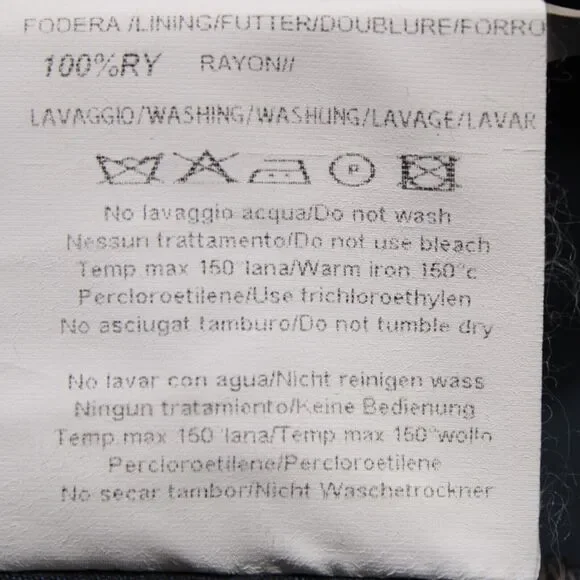 FODERA /LINING/FUTTER/DOUBLURE/FORRO
100%RY RAYON//
LAVAGGIO/WASHING/WASHUNG/LAVAGE/LAVAR
P
No lavaggio acqua/Do not wash
Nessun trattamento/Do not use bleach
Temp max 150 lana/Warm iron 150°c
Percloroetilene/Use trichloroethylen
No asciugat tamburo/Do not tumble dry
No lavar con agua/Nicht reinigen wass
Ningun tratamiento/Keine Bedienung
Temp max 150 lana/Temp max 150°wolln
Percloroetilene/Percloroetilene
No secar tambor/Nicht Waschetrockner